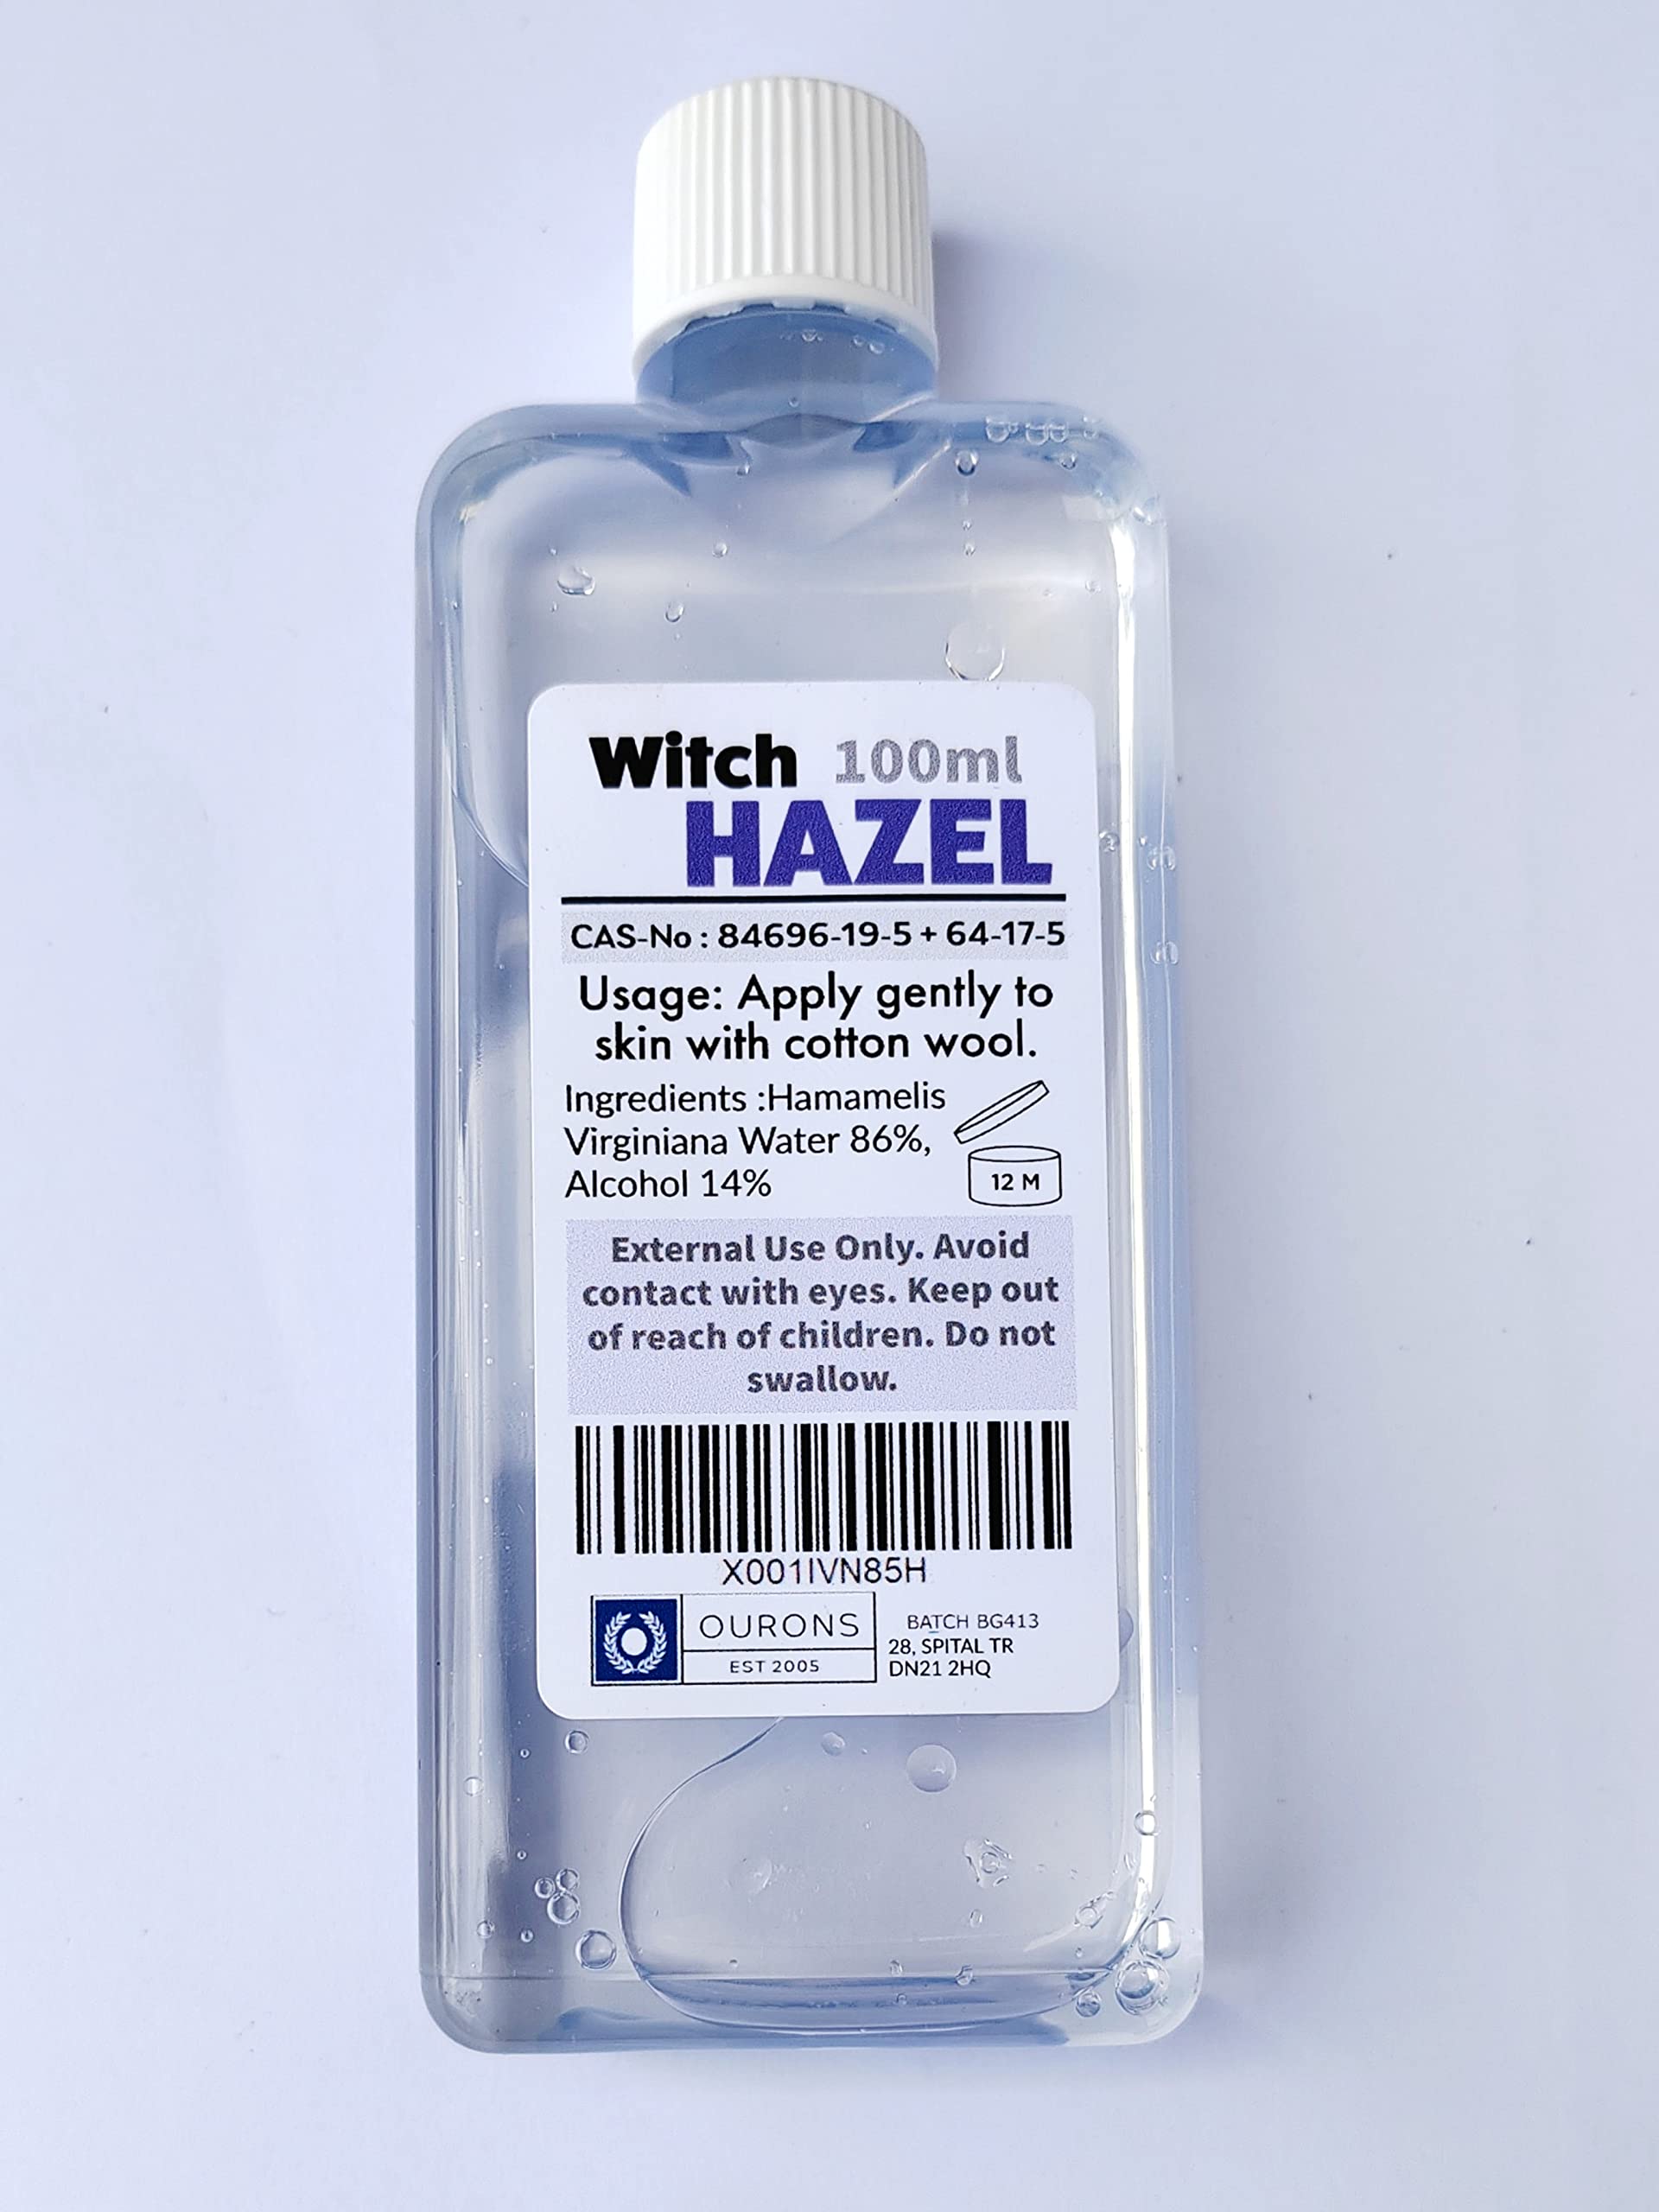 Witch 100ml
HAZEL
CAS-No : 84696-19-5 + 64-17-5
Usage: Apply gently to
skin with cotton wool.
Ingredients :Hamamelis
Virginiana Water 86%,
Alcohol 14%
12 M
External Use Only. Avoid
contact with eyes. Keep out
of reach of children. Do not
swallow.
X001IVN85H
OURONS
EST 2005
BATCH BG413
28, SPITAL TR
DN21 2HQ